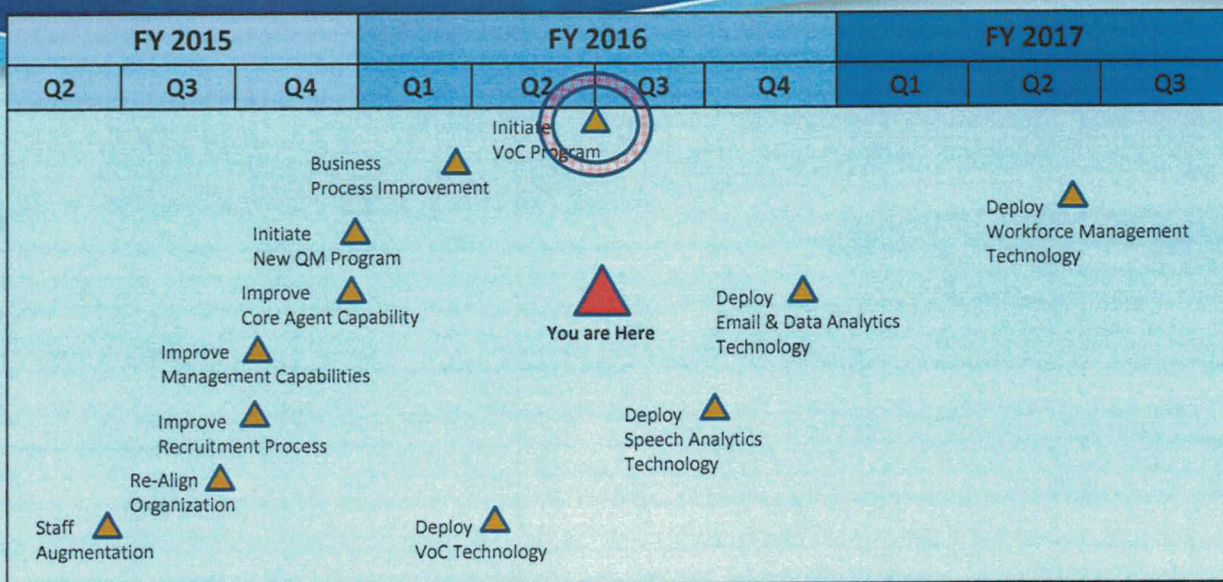 FY 2015 FY 2016 FY 2017
Q2 Q3 Q4 Q1 Q2 Q3 Q4 Q1 Q2 Q3
Initiate
VoC Program
Business
Process Improvement
Deploy
Workforce Management
Technology
Initiate
New QM Program
Improve
Core Agent Capability
You are Here
Deploy
Email & Data Analytics
Technology
Improve
Management Capabilities
Improve
Recruitment Process
Deploy
Speech Analytics
Technology
Re-Align
Organization
Staff
Augmentation
Deploy
VoC Technology